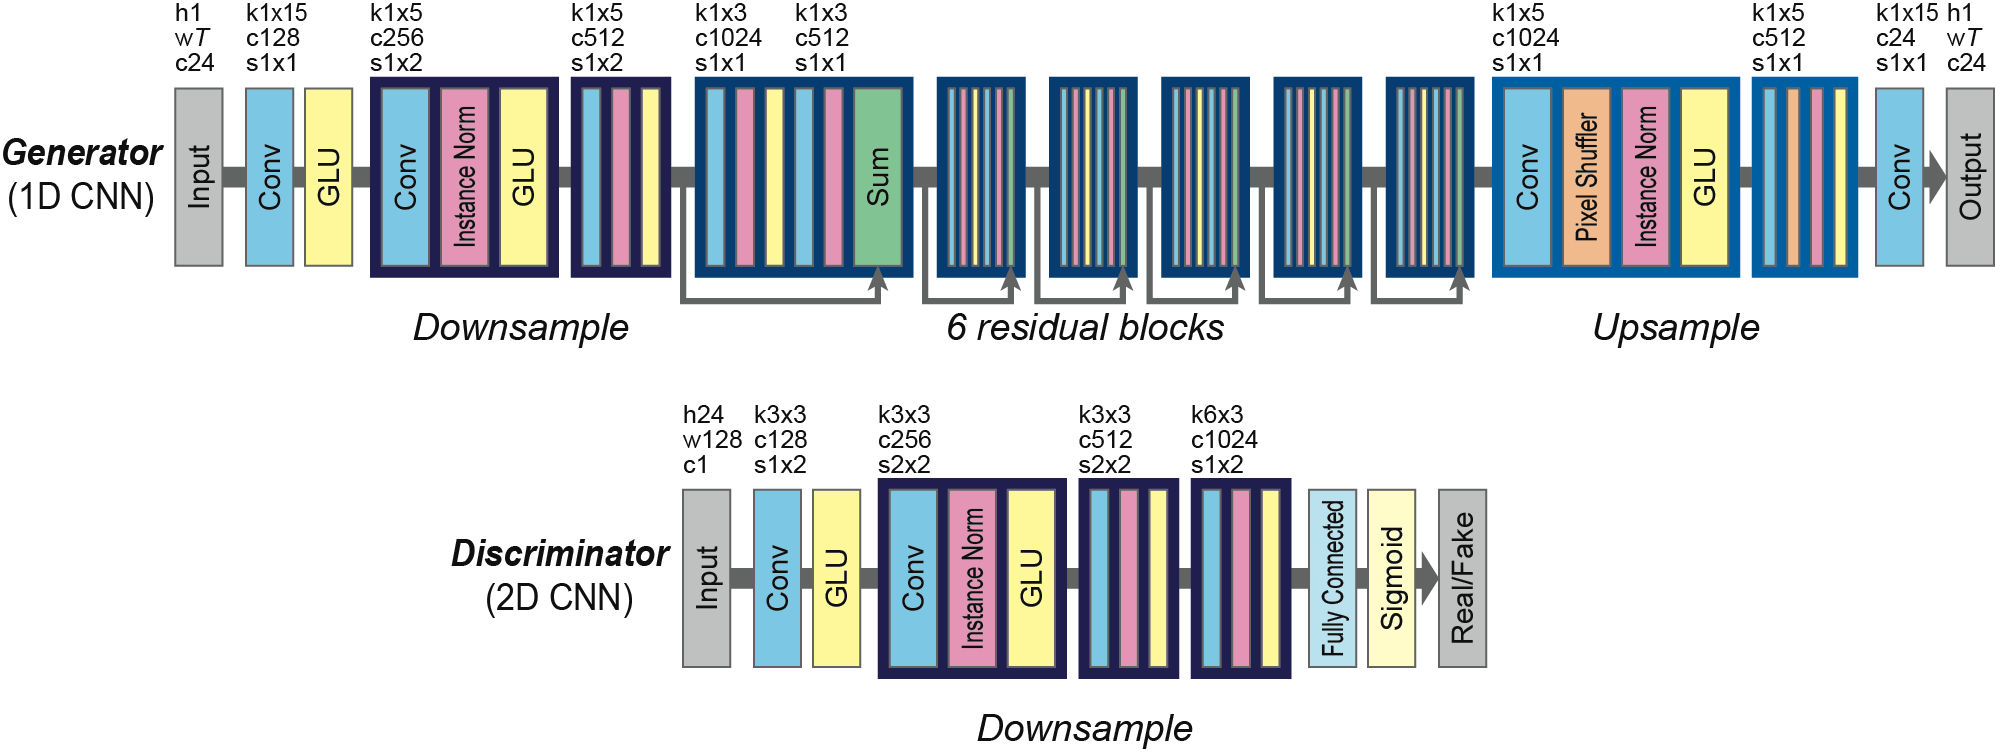 h1
wT
c24
k1x15
c128
s1x1
k1x5
c256
s1x2
k1x5
c512
s1x2
k1x3
c1024
s1x1
k1x3
c512
s1x1
k1x5
c1024
s1x1
k1x5
c512
s1x1
k1x15
c24
s1x1
h1
wT
c24
Generator
(1D CNN)
Input
Conv
GLU
Conv
Instance Norm
GLU
Sum
Conv
Pixel Shuffler
Instance Norm
GLU
Conv
Output
Downsample
6 residual blocks
Upsample
h24
w128
c1
k3x3
c128
s1x2
k3x3
c256
s2x2
k3x3
c512
s2x2
k6x3
c1024
s1x2
Discriminator
(2D CNN)
Input
Conv
GLU
Conv
Instance Norm
GLU
Fully Connected
Sigmoid
Real/Fake
Downsample